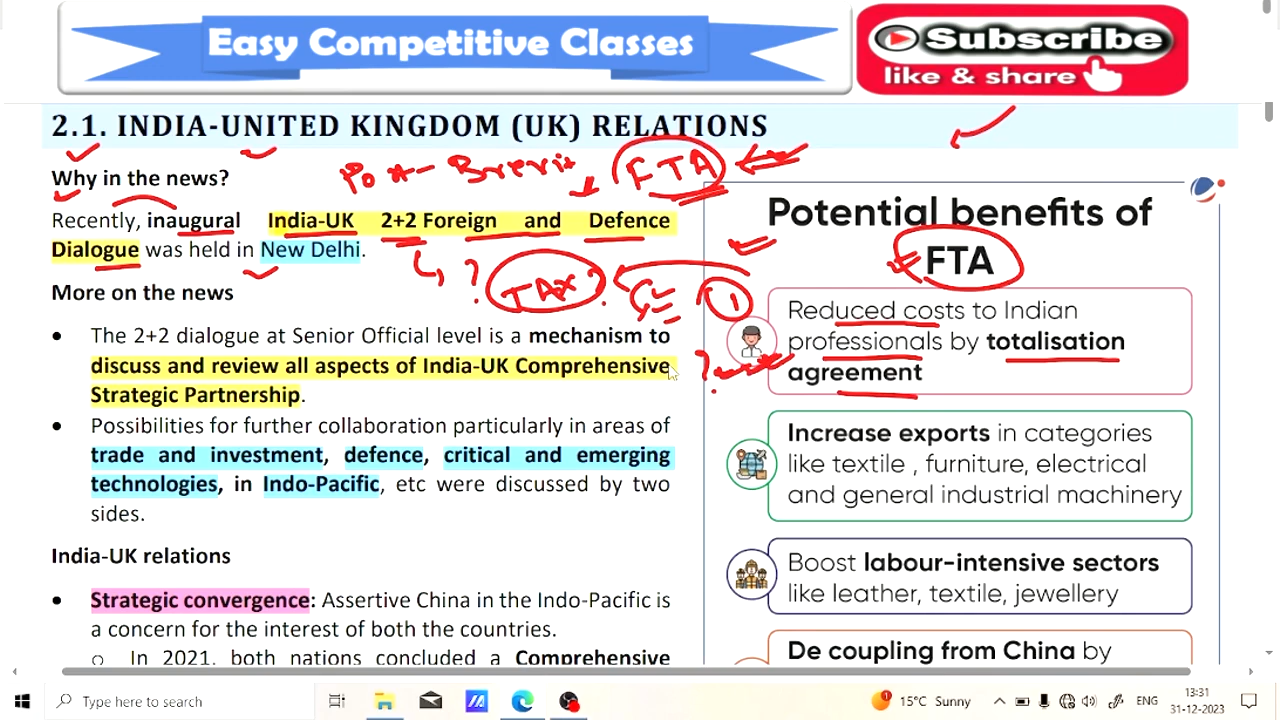 Easy Competitive Classes
Subscribe
like & share
2.1. INDIA-UNITED KINGDOM (UK) RELATIONS
Post-Brexit FTA
Why in the news?
Recently, inaugural India-UK 2+2 Foreign and Defence
Dialogue was held in New Delhi.
? TAX ? 1
More on the news
• The 2+2 dialogue at Senior Official level is a mechanism to
discuss and review all aspects of India-UK Comprehensive
Strategic Partnership.
• Possibilities for further collaboration particularly in areas of
trade and investment, defence, critical and emerging
technologies, in Indo-Pacific, etc were discussed by two
sides.
India-UK relations
• Strategic convergence: Assertive China in the Indo-Pacific is
a concern for the interest of both the countries.
o In 2021, both nations concluded a Comprehensive
Potential benefits of
FTA
Reduced costs to Indian
professionals by totalisation
? agreement
Increase exports in categories
like textile , furniture, electrical
and general industrial machinery
Boost labour-intensive sectors
like leather, textile, jewellery
De coupling from China by
Type here to search
15°C Sunny
ENG
13:31
31-12-2023